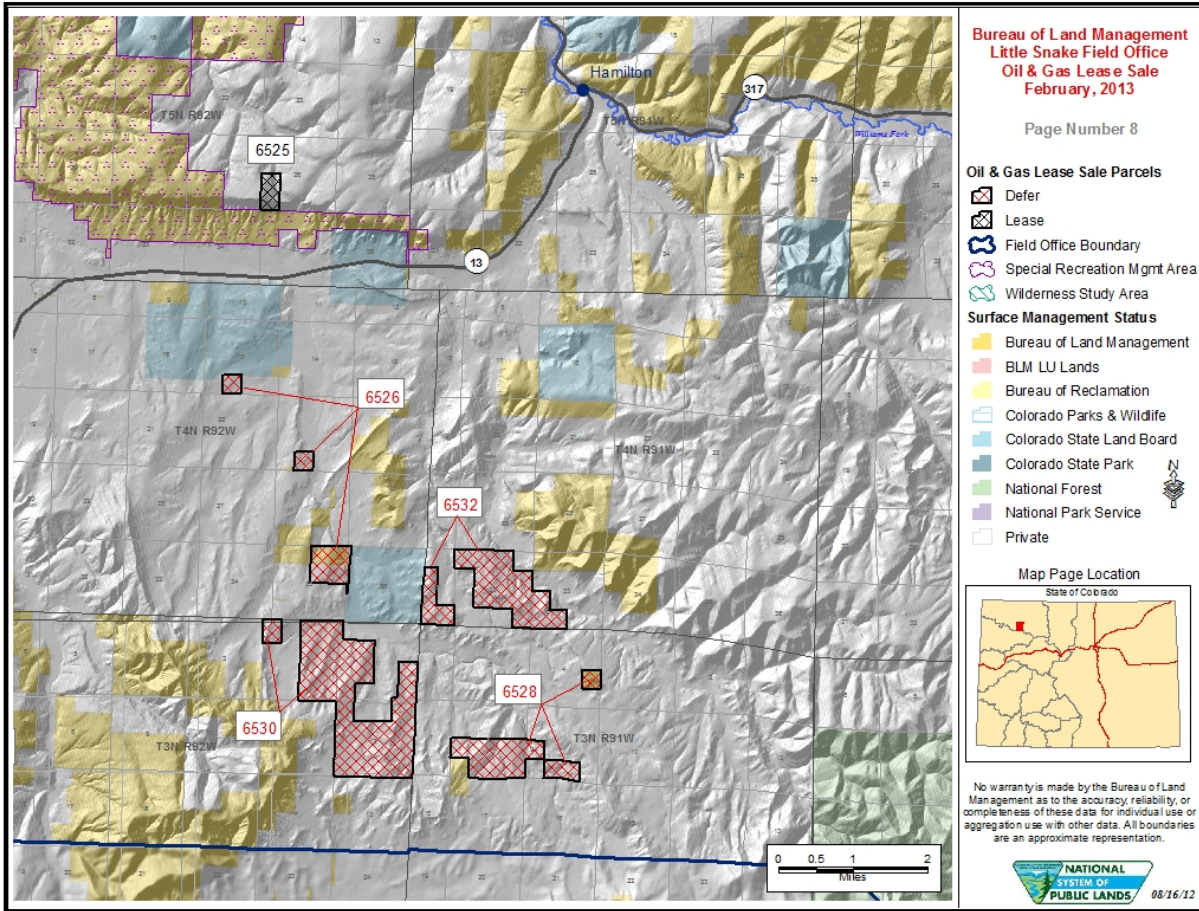 Bureau of Land Management
Little Snake Field Office
Oil & Gas Lease Sale
February, 2013
Page Number 8
Oil & Gas Lease Sale Parcels
Defer
Lease
Field Office Boundary
Special Recreation Mgmt Area
Wilderness Study Area
Surface Management Status
Bureau of Land Management
BLM LU Lands
Bureau of Reclamation
Colorado Parks & Wildlife
Colorado State Land Board
Colorado State Park
National Forest
National Park Service
Private
N
Map Page Location
State of Colorado
No warranty is made by the Bureau of Land
Management as to the accuracy, reliability, or
completeness of these data for individual use or
aggregation use with other data. All boundaries
are an approximate representation.
NATIONAL
SYSTEM OF
PUBLIC LANDS
08/16/12
Hamilton
317
T5N R92W
T5N R91W
Williams Fork
6525
13
6526
T4N R92W
T4N R91W
6532
6528
6530
T3N R92W
T3N R91W
0 0.5 1 2
Miles